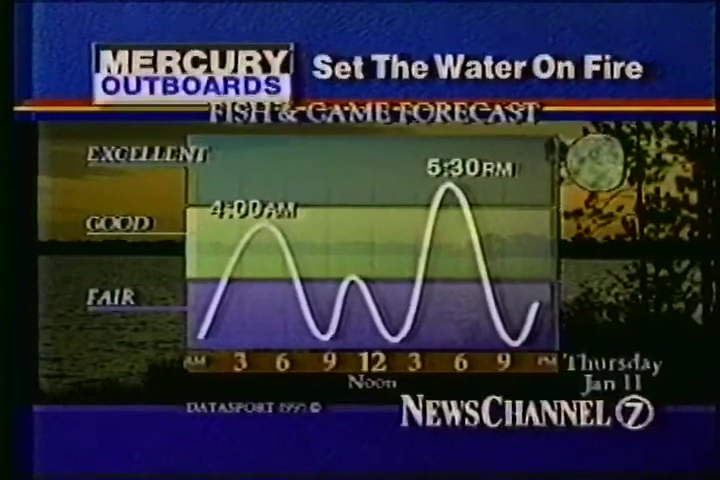 MERCURY
OUTBOARDS
Set The Water On Fire
FISH & GAME FORECAST
EXCELLENT
GOOD
FAIR
4:00AM
5:30PM
AM 3 6 9 12 3 6 9 PM
Noon
Thursday
Jan 11
DATASPORT ©
NEWSCHANNEL 7